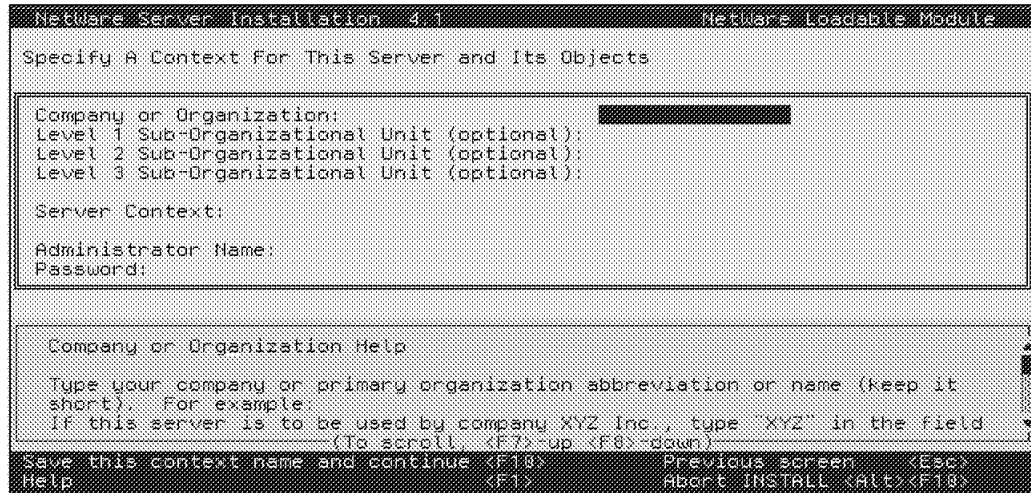 NetWare Server Installation 4.1 NetWare Loadable Module
Specify A Context For This Server and Its Objects
Company or Organization:
Level 1 Sub-Organizational Unit (optional):
Level 2 Sub-Organizational Unit (optional):
Level 3 Sub-Organizational Unit (optional):
Server Context:
Administrator Name:
Password:
Company or Organization Help
Type your company or primary organization abbreviation or name (keep it
short). For example:
If this server is to be used by company XYZ Inc., type "XYZ" in the field
(To scroll, <F7>-up <F8>-down)
Save this context name and continue <F10> Previous screen <Esc>
Help <F1> Abort INSTALL <Alt><F10>